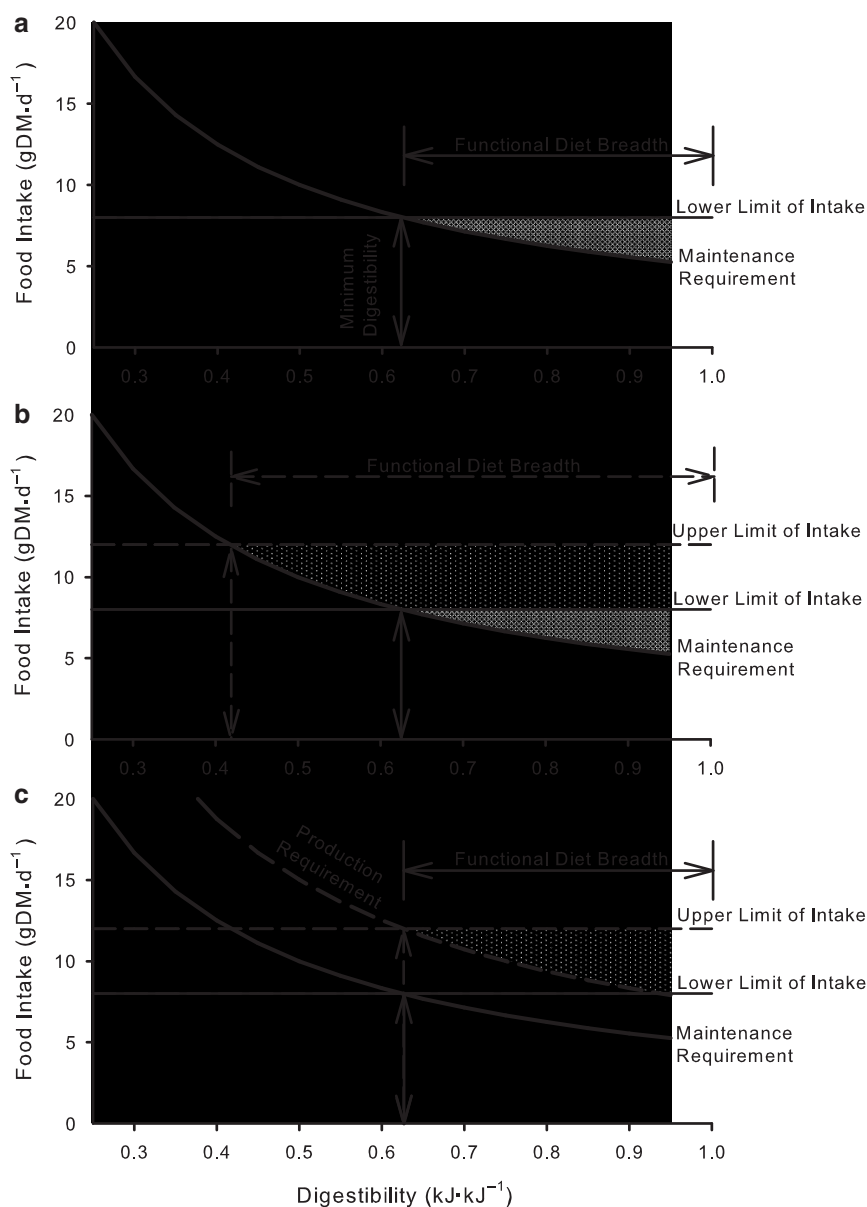 a
20
15
10
5
0
Food Intake (gDM·d⁻¹)
Functional Diet Breadth
Lower Limit of Intake
Maintenance
Requirement
Minimum
Digestibility
0.3 0.4 0.5 0.6 0.7 0.8 0.9 1.0
b
20
15
10
5
0
Food Intake (gDM·d⁻¹)
Functional Diet Breadth
Upper Limit of Intake
Lower Limit of Intake
Maintenance
Requirement
0.3 0.4 0.5 0.6 0.7 0.8 0.9 1.0
c
20
15
10
5
0
Food Intake (gDM·d⁻¹)
Production
Requirement
Functional Diet Breadth
Upper Limit of Intake
Lower Limit of Intake
Maintenance
Requirement
0.3 0.4 0.5 0.6 0.7 0.8 0.9 1.0
Digestibility (kJ·kJ⁻¹)